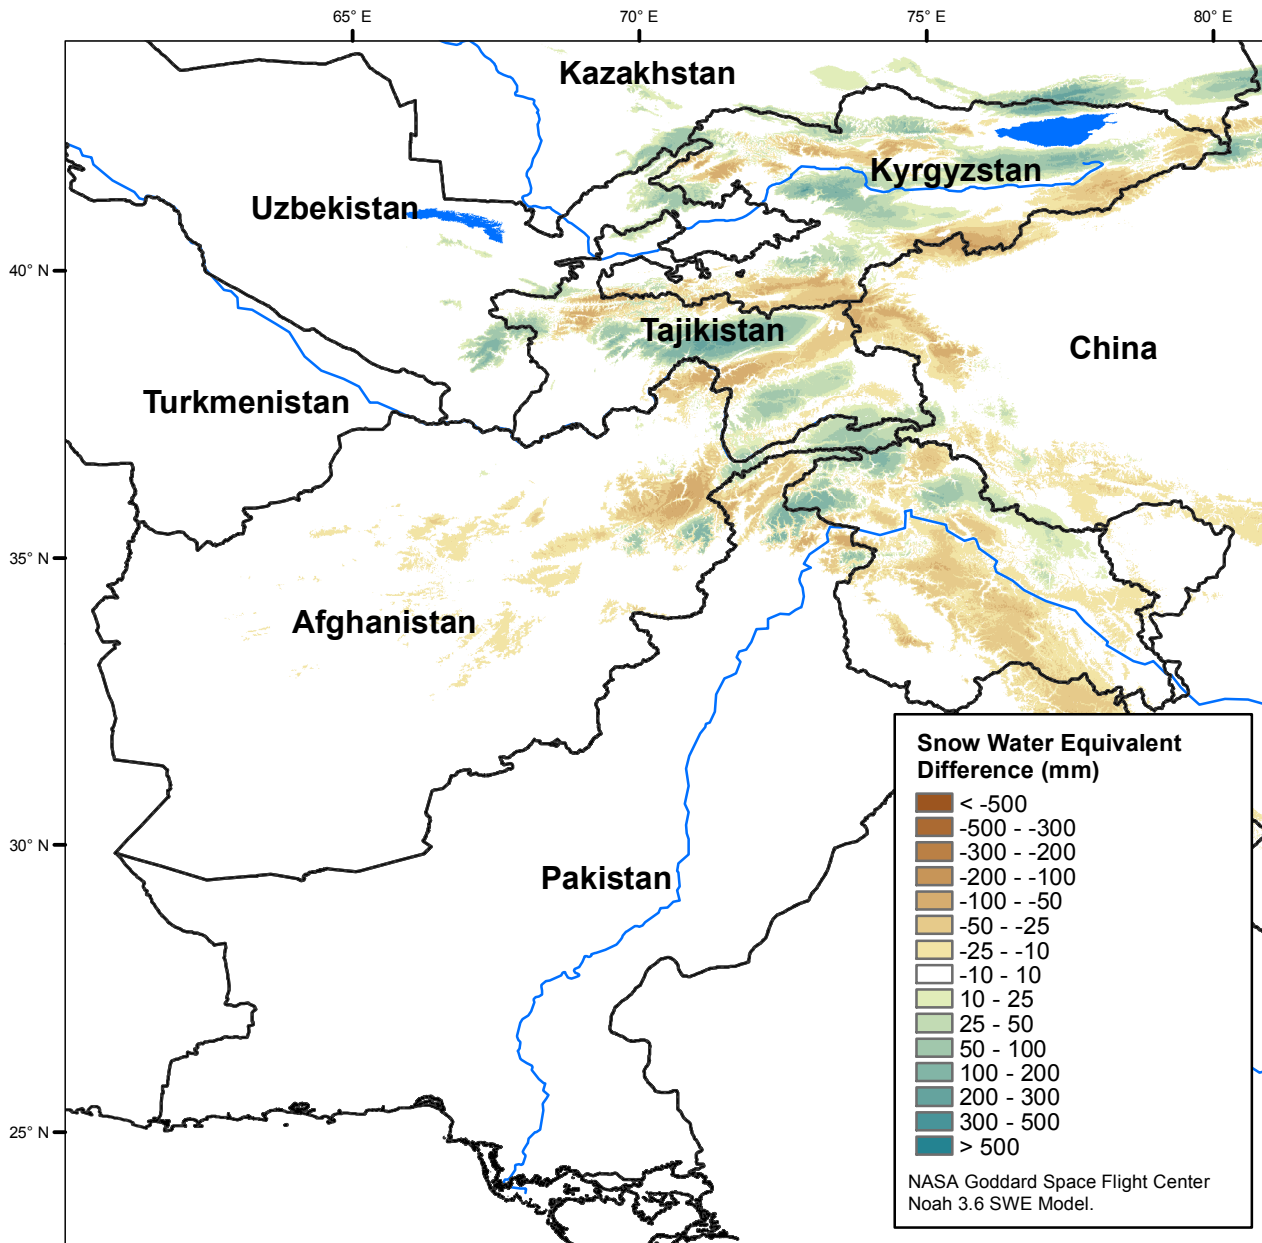 65° E
70° E
75° E
80° E
Kazakhstan
Kyrgyzstan
Uzbekistan
40° N
Tajikistan
China
Turkmenistan
35° N
Afghanistan
Snow Water Equivalent
Difference (mm)
< -500
-500 - -300
-300 - -200
-200 - -100
-100 - -50
-50 - -25
-25 - -10
-10 - 10
10 - 25
25 - 50
50 - 100
100 - 200
200 - 300
300 - 500
> 500
NASA Goddard Space Flight Center
Noah 3.6 SWE Model.
30° N
Pakistan
25° N